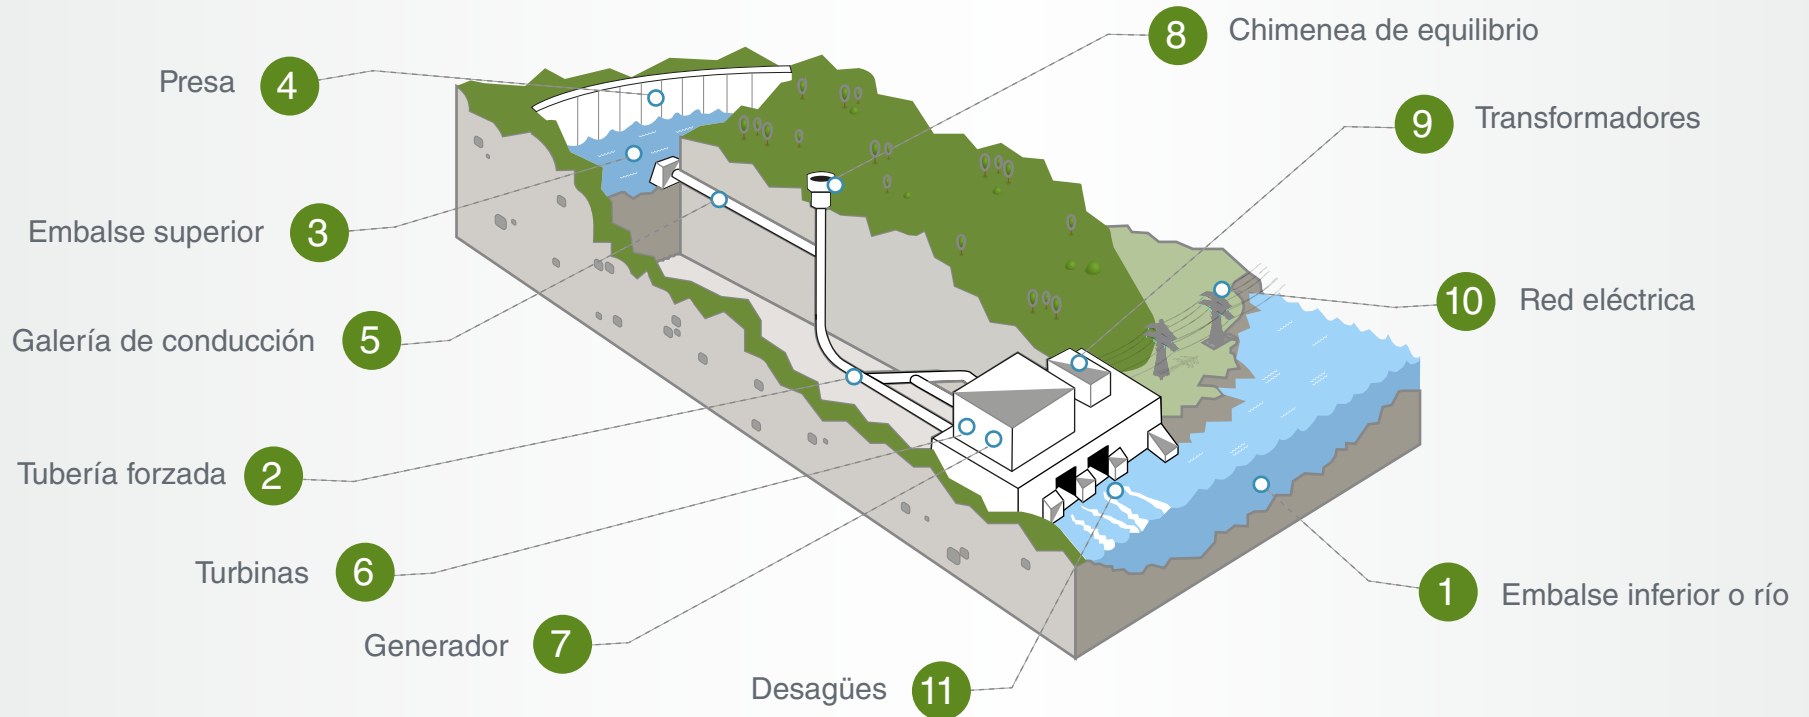 8 Chimenea de equilibrio
Presa 4
9 Transformadores
Embalse superior 3
10 Red eléctrica
Galería de conducción 5
Tubería forzada 2
Turbinas 6
1 Embalse inferior o río
Generador 7
Desagües 11